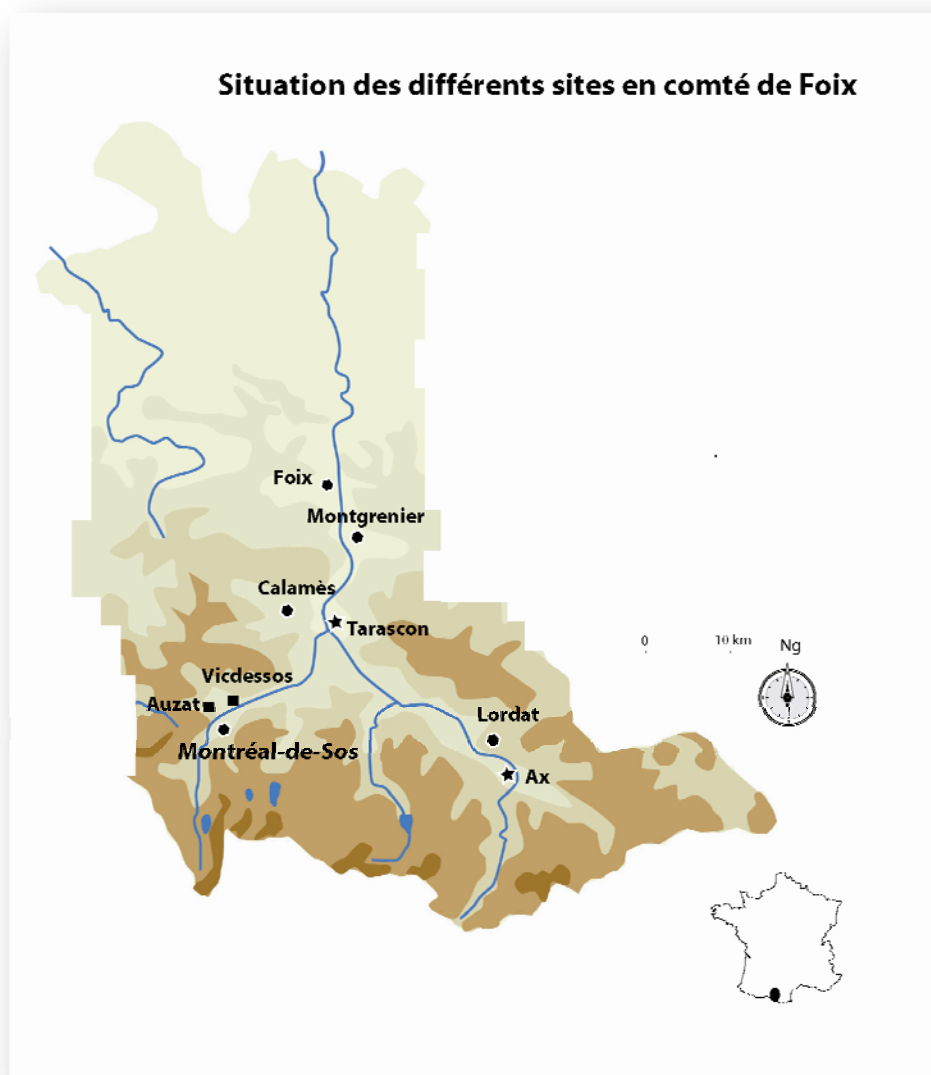 Situation des différents sites en comté de Foix
Foix
Montgrenier
Calamès
Tarascon
0 10 km
Ng
Vicdessos
Auzat
Lordat
Montréal-de-Sos
Ax